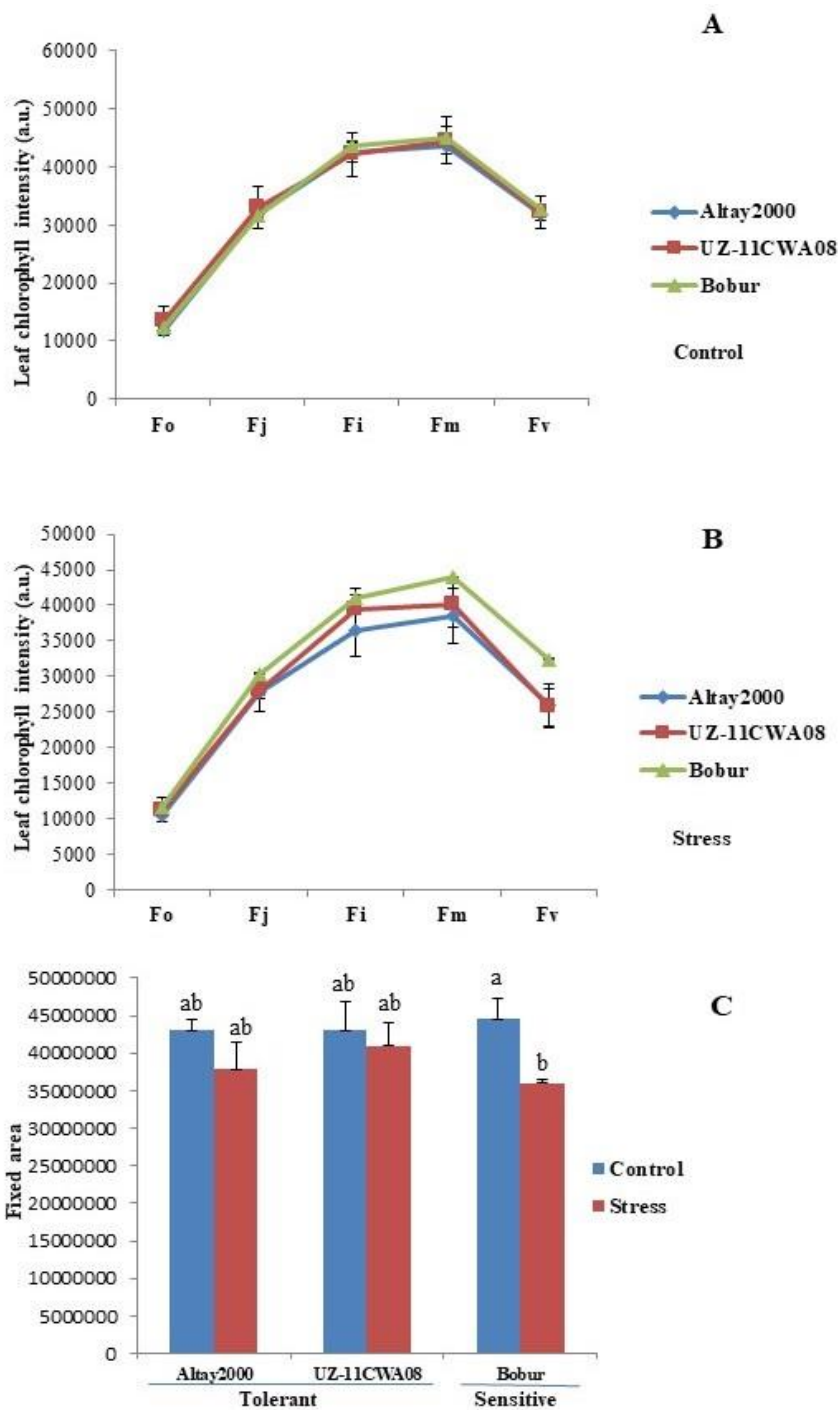 A
60000
50000
40000
30000
20000
10000
0
Leaf chlorophyll intensity (a.u.)
Fo Fj Fi Fm Fv
Altay2000
UZ-11CWA08
Bobur
Control
B
50000
45000
40000
35000
30000
25000
20000
15000
10000
5000
0
Leaf chlorophyll intensity (a.u.)
Fo Fj Fi Fm Fv
Altay2000
UZ-11CWA08
Bobur
Stress
C
50000000
45000000
40000000
35000000
30000000
25000000
20000000
15000000
10000000
5000000
0
Fixed area
ab ab ab ab a b
Altay2000 UZ-11CWA08 Bobur
Tolerant Sensitive
Control
Stress